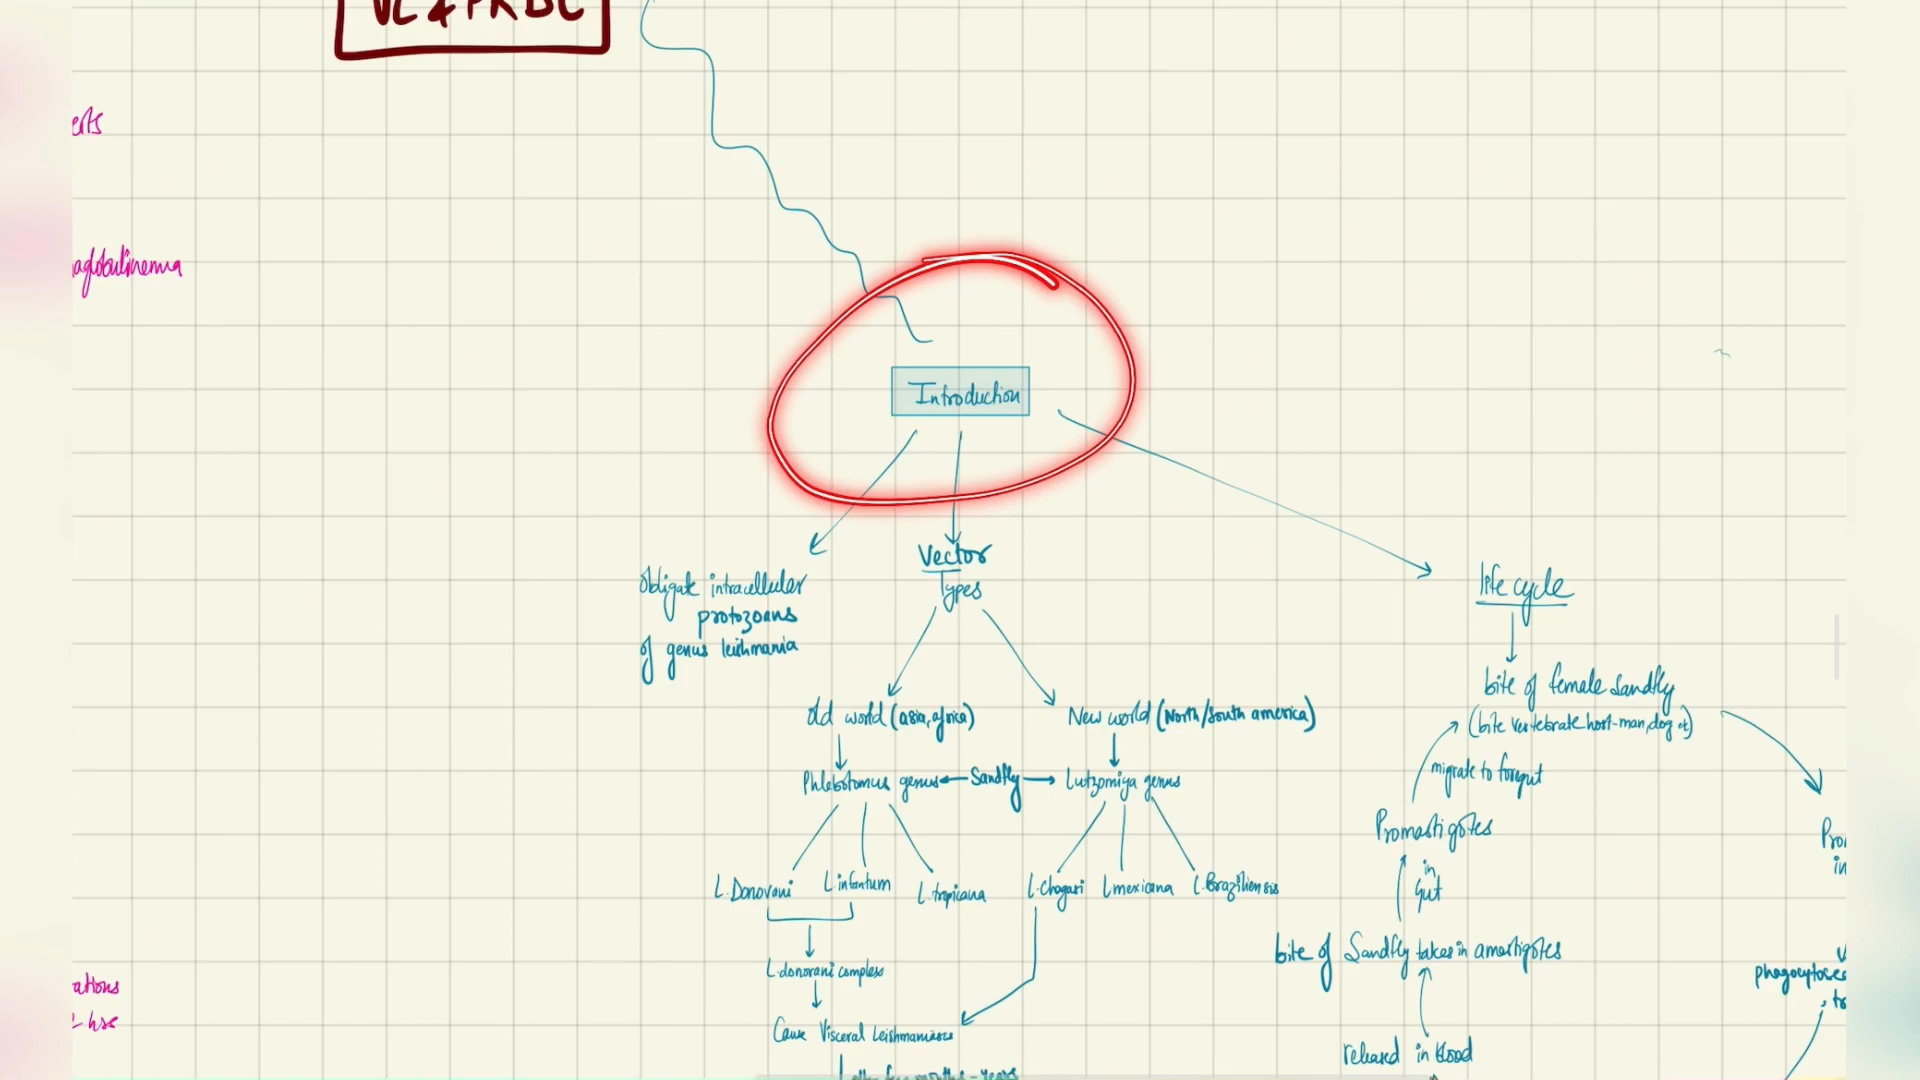 erts
Introduction
Vector
Types
Obligate intracellular
protozoans
of genus leishmania
life cycle
bite of female Sandfly
(bite vertebrate host-man, dog etc)
migrate to foregut
Old world (asia, africa)
New world (North/South america)
Phlebotomus genus
Sandfly
Lutzomiya genus
Promastigotes
in
Gut
L.Donovani
L.infantum
L.tropicana
L.Chagasi
L.mexicana
L.Braziliensis
bite of Sandfly takes in amastigotes
L.donovani complex
phagocytoses
Cause Visceral Leishmaniasis
released in blood
ations